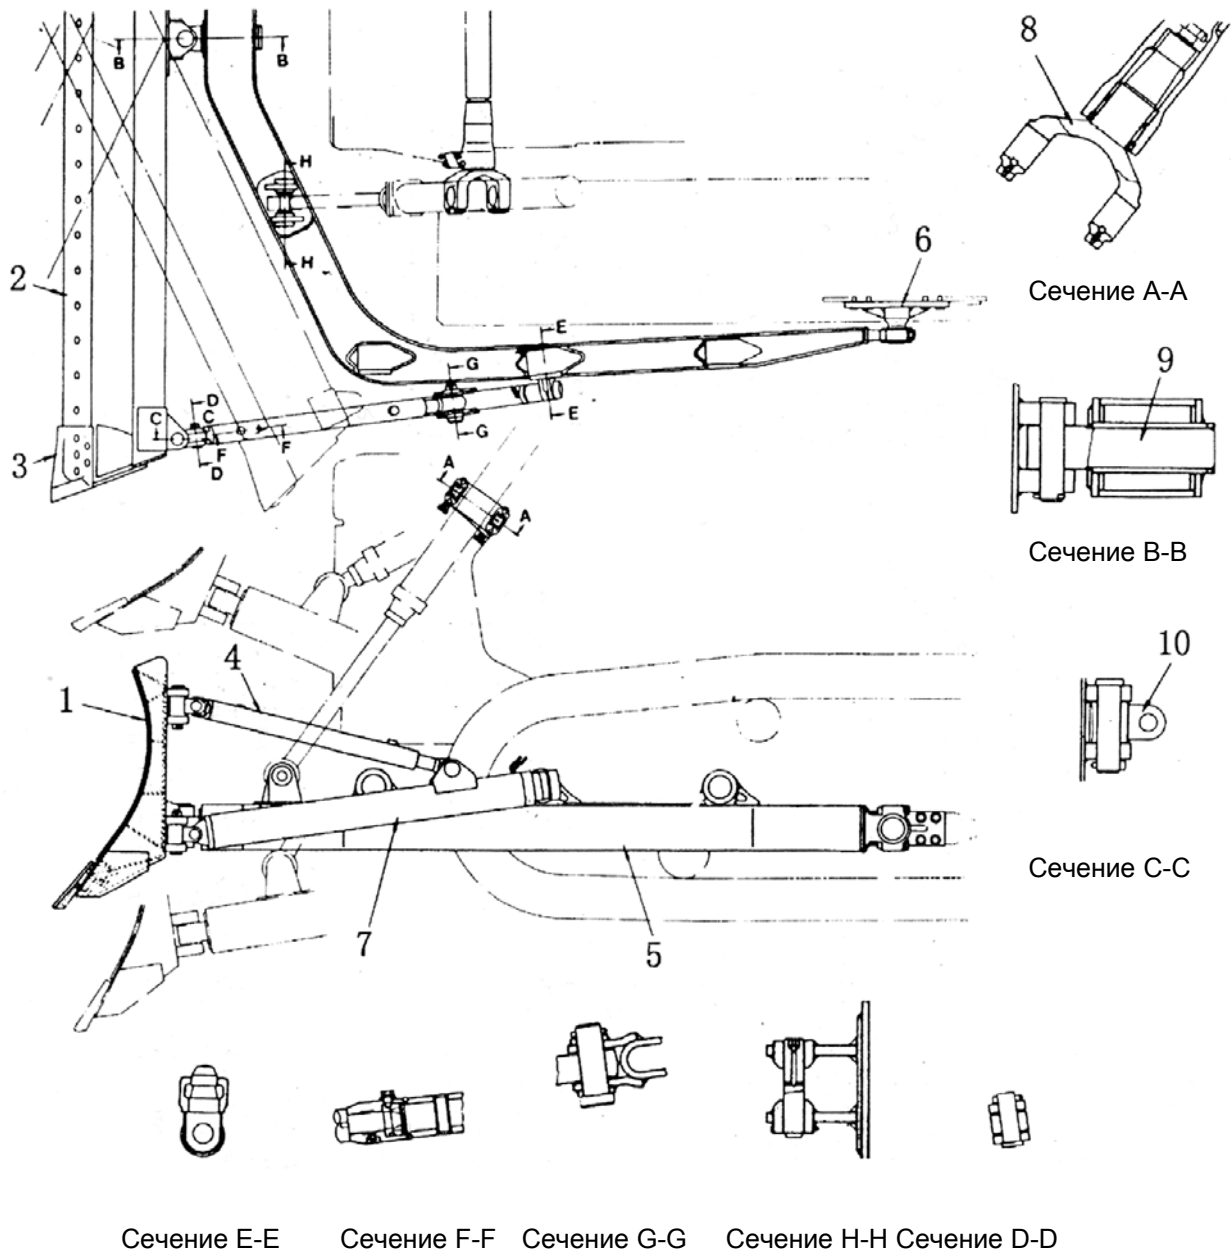 8
B B
H
2
6
Сечение А-А
H
E
G
9
D
C C
E
F F
G
3
D
A
A
Сечение В-В
4
10
1
Сечение С-С
7
5
Сечение Е-Е Сечение F-F Сечение G-G Сечение Н-Н Сечение D-D